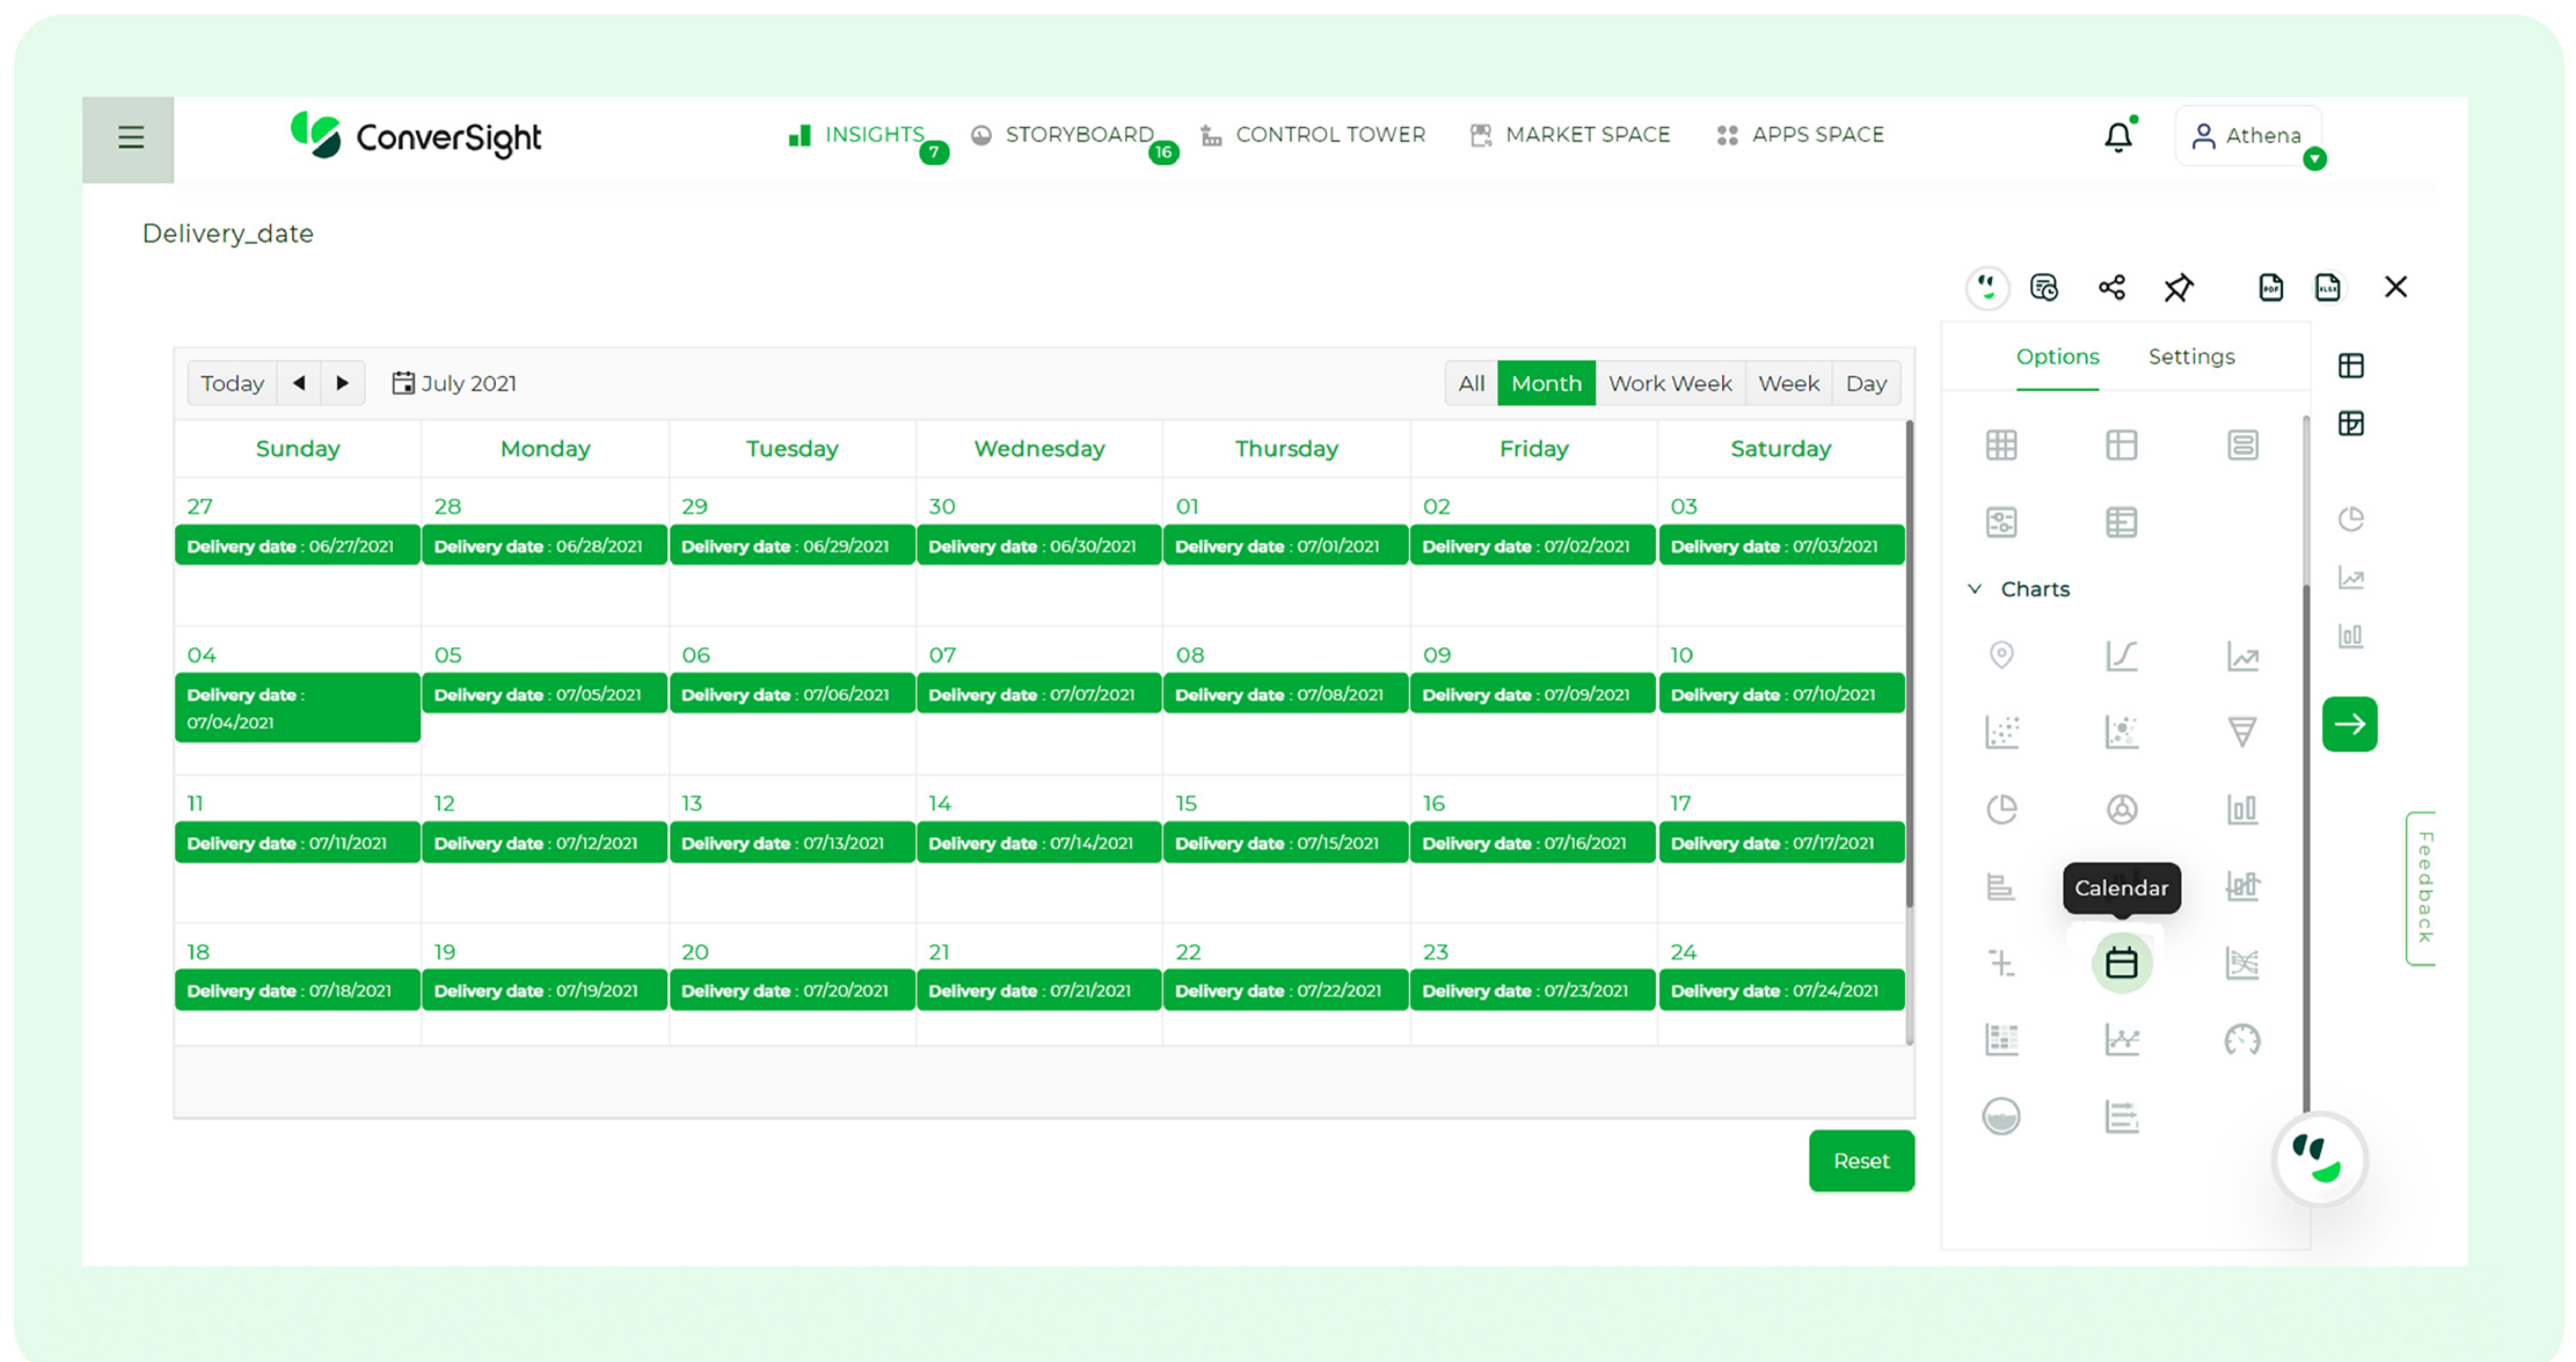 ConverSight
INSIGHTS 7
STORYBOARD 16
CONTROL TOWER
MARKET SPACE
APPS SPACE
Athena
Delivery_date
PDF
XLSX
Today
July 2021
All Month Work Week Week Day
Options Settings
Sunday Monday Tuesday Wednesday Thursday Friday Saturday
27 28 29 30 01 02 03
Delivery date : 06/27/2021 Delivery date : 06/28/2021 Delivery date : 06/29/2021 Delivery date : 06/30/2021 Delivery date : 07/01/2021 Delivery date : 07/02/2021 Delivery date : 07/03/2021
04 05 06 07 08 09 10
Delivery date : Delivery date : 07/05/2021 Delivery date : 07/06/2021 Delivery date : 07/07/2021 Delivery date : 07/08/2021 Delivery date : 07/09/2021 Delivery date : 07/10/2021
07/04/2021
11 12 13 14 15 16 17
Delivery date : 07/11/2021 Delivery date : 07/12/2021 Delivery date : 07/13/2021 Delivery date : 07/14/2021 Delivery date : 07/15/2021 Delivery date : 07/16/2021 Delivery date : 07/17/2021
18 19 20 21 22 23 24
Delivery date : 07/18/2021 Delivery date : 07/19/2021 Delivery date : 07/20/2021 Delivery date : 07/21/2021 Delivery date : 07/22/2021 Delivery date : 07/23/2021 Delivery date : 07/24/2021
Reset
Charts
Calendar
Feedback